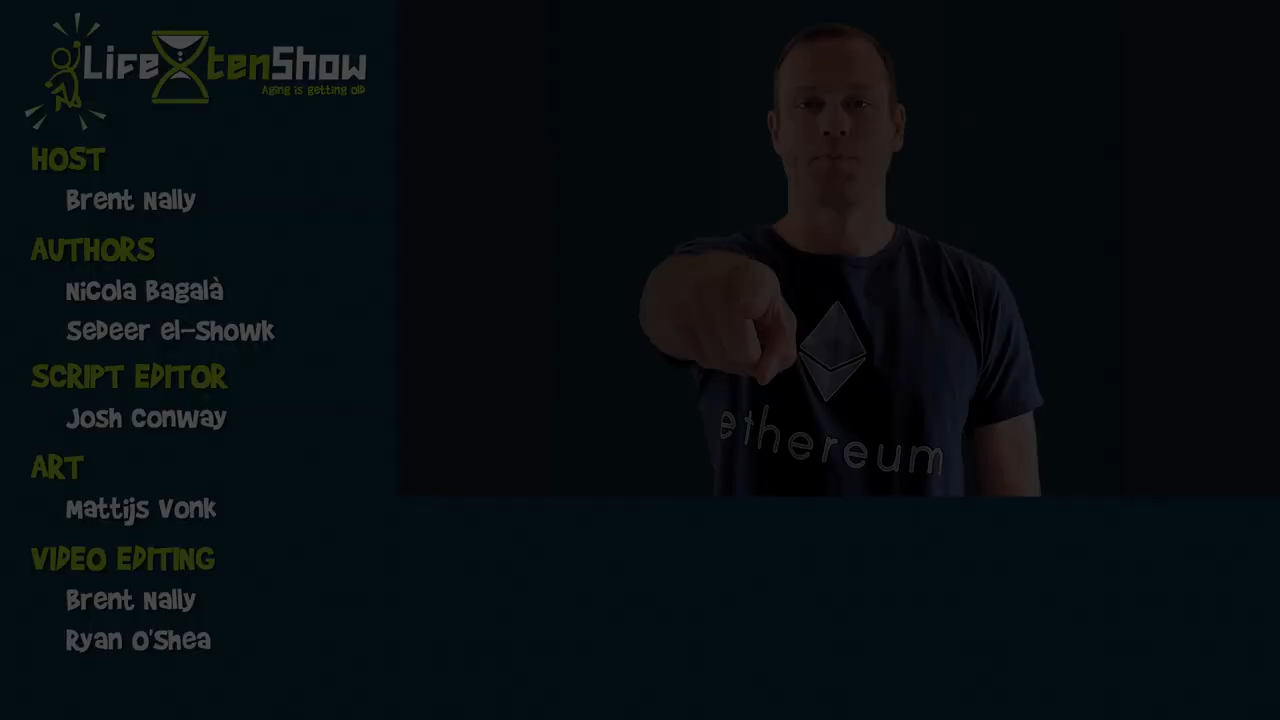 LifeXtenShow
Aging is getting old
HOST
Brent Nally
AUTHORS
Nicola Bagalà
Sedeer el-Showk
SCRIPT EDITOR
Josh Conway
ART
Mattijs Vonk
VIDEO EDITING
Brent Nally
Ryan O'Shea
ethereum